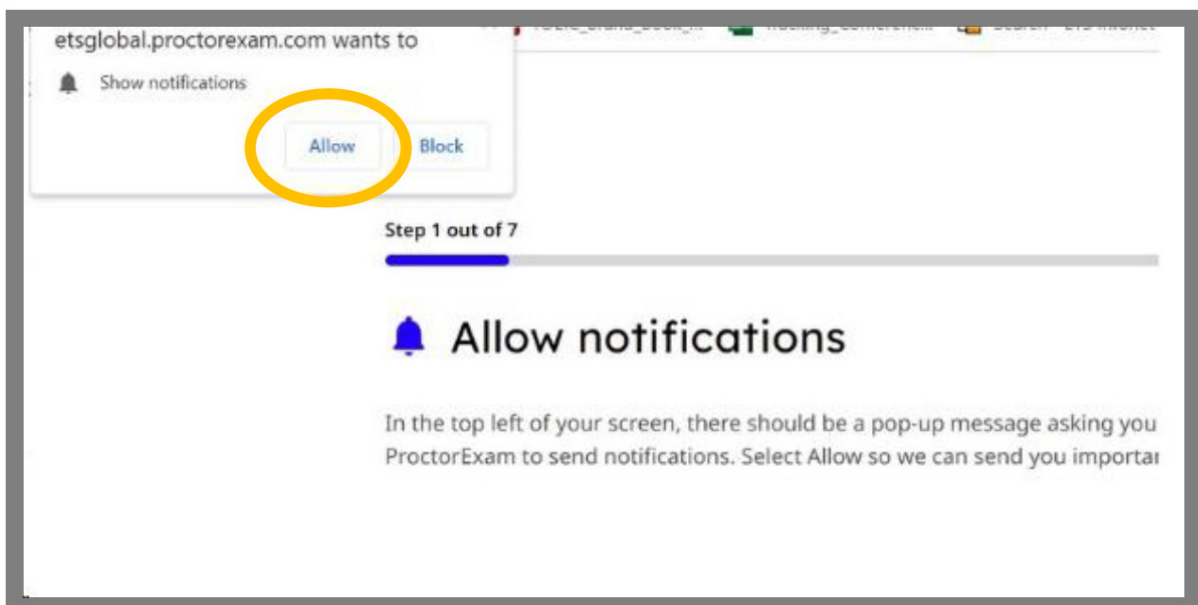 etsglobal.proctorexam.com wants to
Show notifications
Allow Block
Step 1 out of 7
Allow notifications
In the top left of your screen, there should be a pop-up message asking you
ProctorExam to send notifications. Select Allow so we can send you